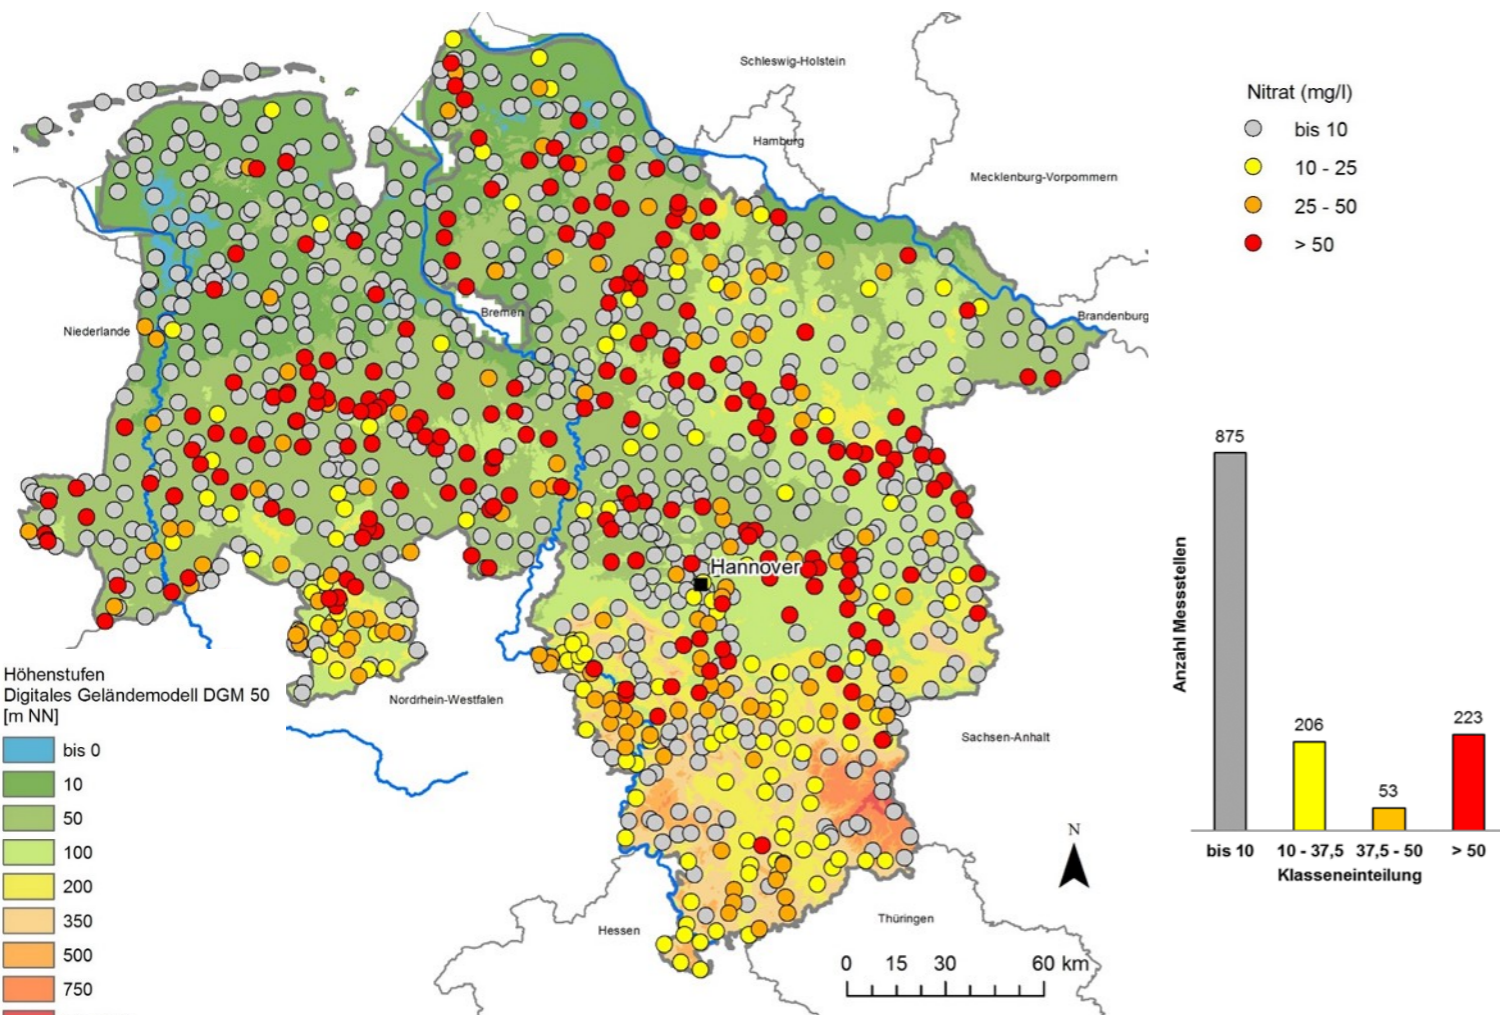 Schleswig-Holstein
Hamburg
Mecklenburg-Vorpommern
Niederlande
Bremen
Brandenburg
Hannover
Nordrhein-Westfalen
Sachsen-Anhalt
Hessen
Thüringen
N
0 15 30 60 km
Höhenstufen
Digitales Geländemodell DGM 50
[m NN]
bis 0
10
50
100
200
350
500
750
Nitrat (mg/l)
bis 10
10 - 25
25 - 50
> 50
Anzahl Messstellen
875
206
53
223
bis 10 10 - 37,5 37,5 - 50 > 50
Klasseneinteilung